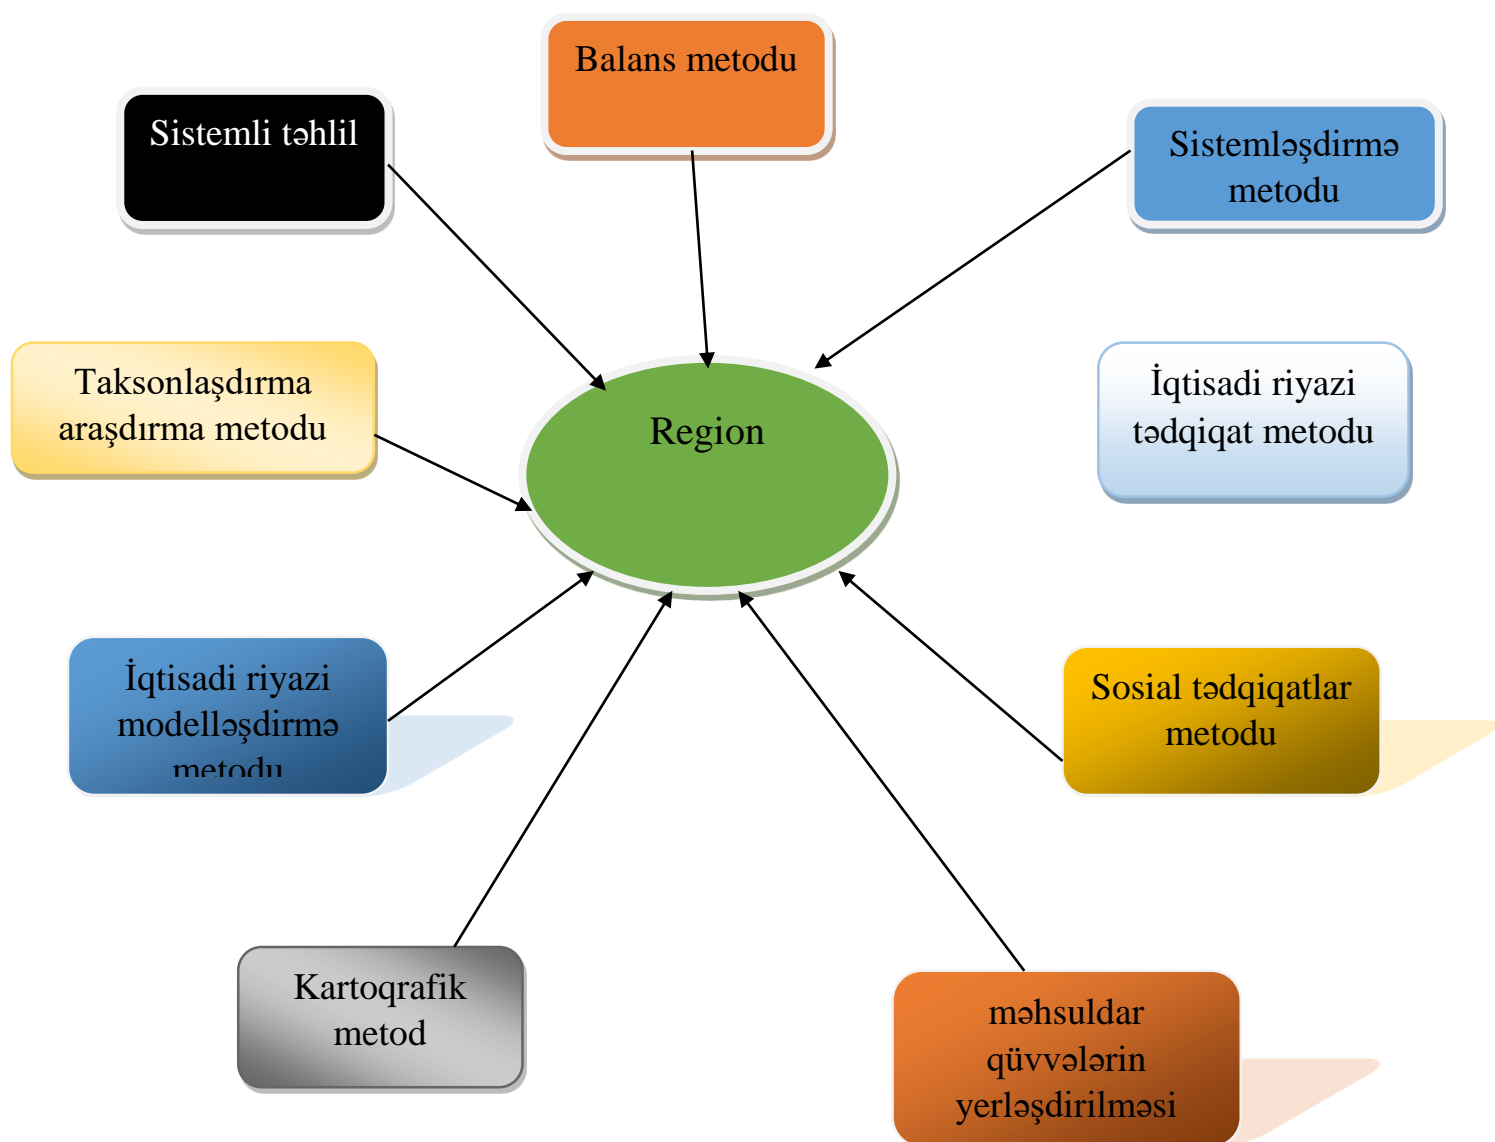 Balans metodu
Sistemli təhlil
Sistemləşdirmə
metodu
Taksonlaşdırma
araşdırma metodu
İqtisadi riyazi
tədqiqat metodu
Region
İqtisadi riyazi
modelləşdirmə
metodu
Sosial tədqiqatlar
metodu
Kartoqrafik
metod
məhsuldar
qüvvələrin
yerləşdirilməsi